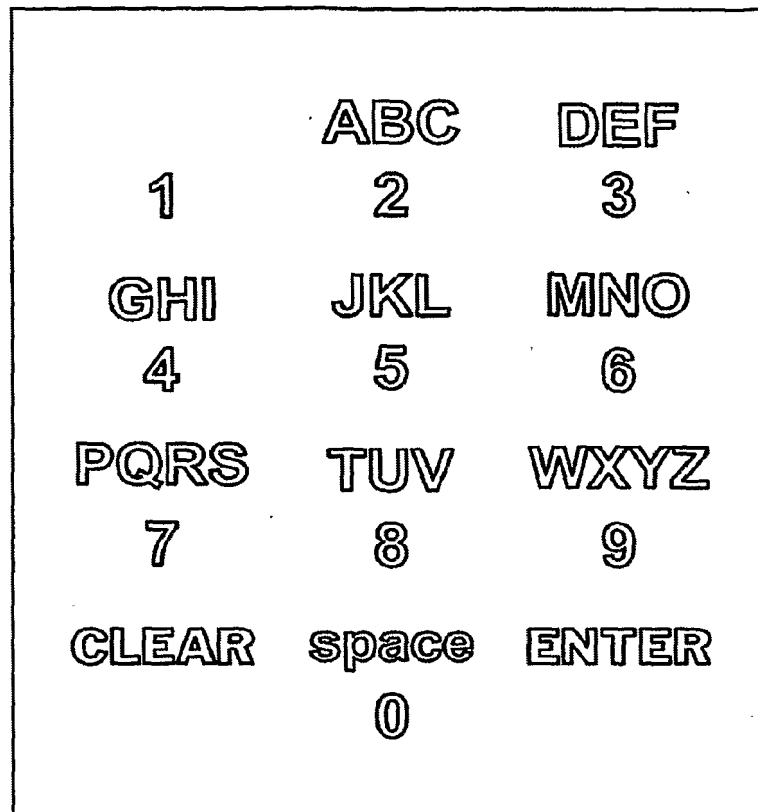 ABC DEF
1 2 3
GHI JKL MNO
4 5 6
PQRS TUV WXYZ
7 8 9
CLEAR space ENTER
0